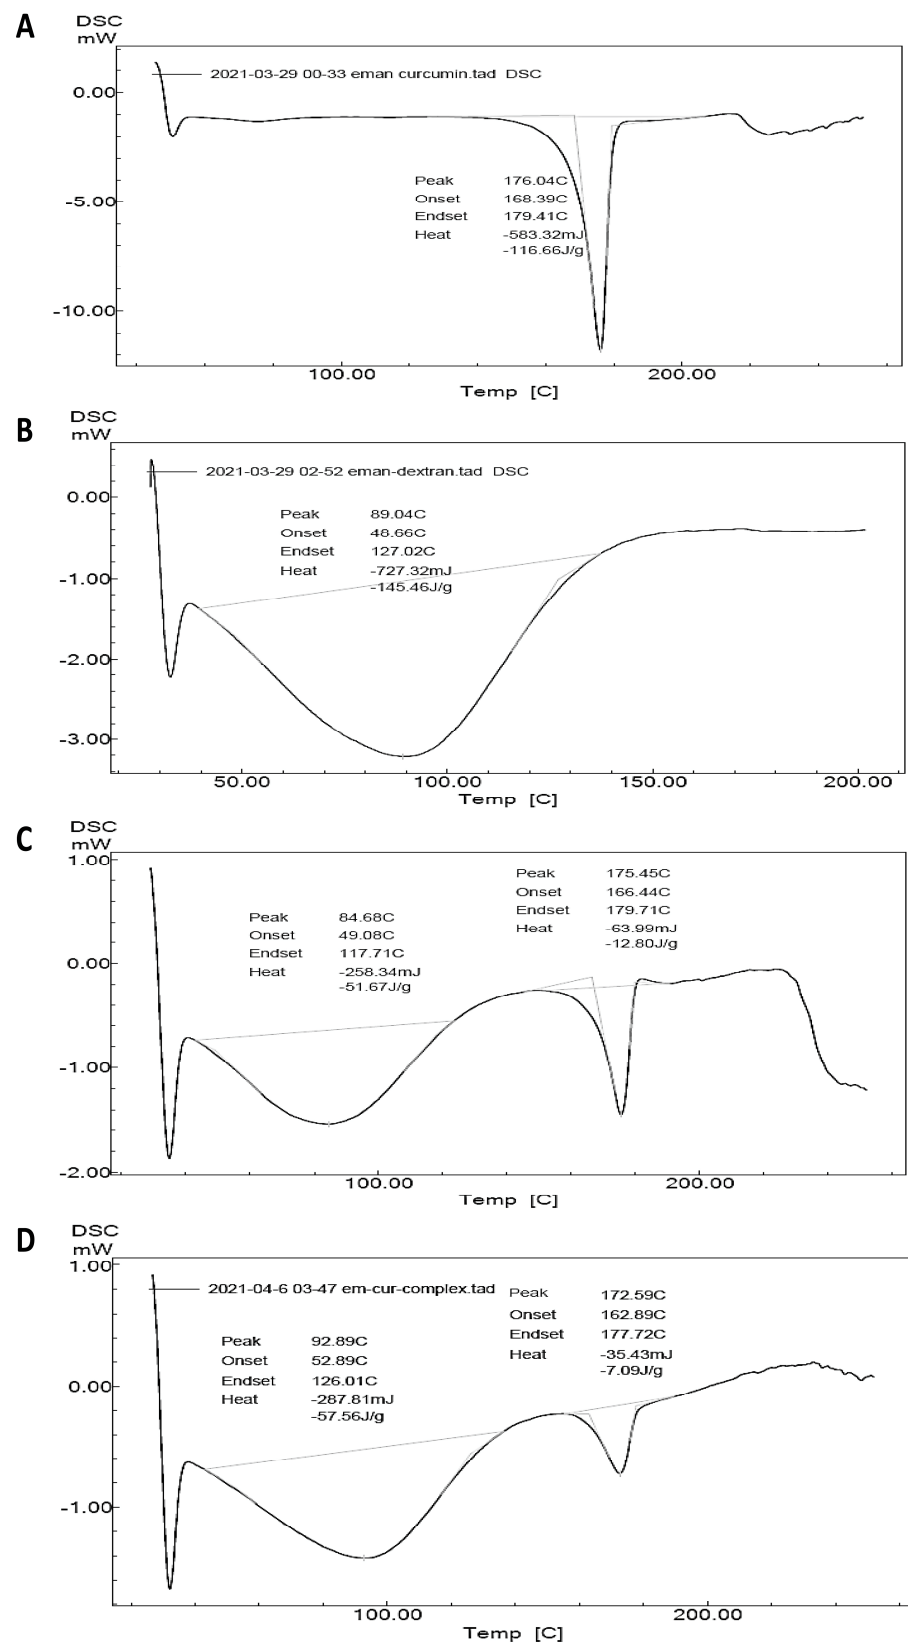 A
DSC
mW
2021-03-29 00-33 eman curcumin.tad DSC
0.00
Peak 176.04C
Onset 168.39C
Endset 179.41C
Heat -583.32mJ
-116.66J/g
-5.00
-10.00
100.00 200.00
Temp [C]
B
DSC
mW
2021-03-29 02-52 eman-dextran.tad DSC
0.00
Peak 89.04C
Onset 48.66C
Endset 127.02C
Heat -727.32mJ
-145.46J/g
-1.00
-2.00
-3.00
50.00 100.00 150.00 200.00
Temp [C]
C
DSC
mW
1.00
Peak 175.45C
Onset 166.44C
Endset 179.71C
Heat -63.99mJ
-12.80J/g
Peak 84.68C
Onset 49.08C
Endset 117.71C
Heat -258.34mJ
-51.67J/g
0.00
-1.00
-2.00
100.00 200.00
Temp [C]
D
DSC
mW
1.00
2021-04-6 03-47 em-cur-complex.tad
Peak 172.59C
Onset 162.89C
Endset 177.72C
Heat -35.43mJ
-7.09J/g
Peak 92.89C
Onset 52.89C
Endset 126.01C
Heat -287.81mJ
-57.56J/g
0.00
-1.00
100.00 200.00
Temp [C]